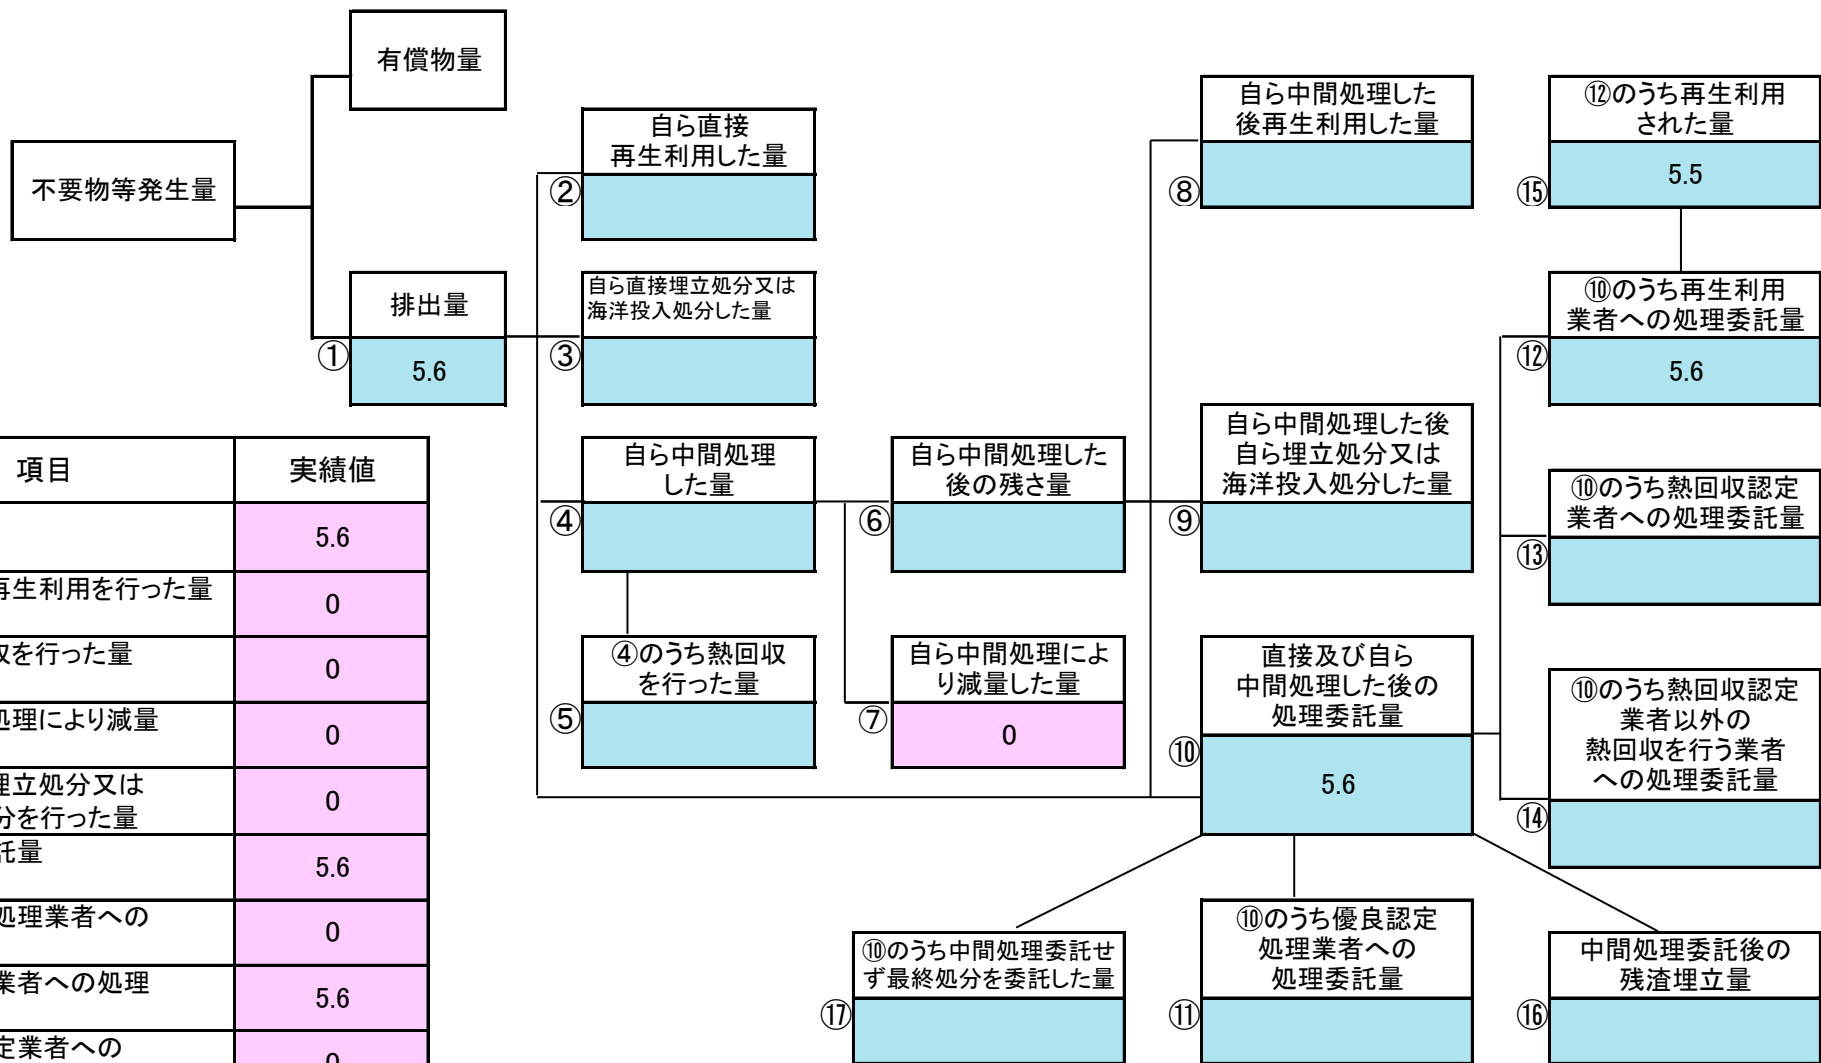 有償物量
不要物等発生量
排出量
①
5.6
自ら直接
再生利用した量
②
自ら直接埋立処分又は
海洋投入処分した量
③
自ら中間処理
した量
④
④のうち熱回収
を行った量
⑤
自ら中間処理した
後の残さ量
⑥
自ら中間処理によ
り減量した量
⑦
0
自ら中間処理した
後再生利用した量
⑧
自ら中間処理した後
自ら埋立処分又は
海洋投入処分した量
⑨
直接及び自ら
中間処理した後の
処理委託量
⑩
5.6
⑫のうち再生利用
された量
⑮
5.5
⑩のうち再生利用
業者への処理委託量
⑫
5.6
⑩のうち熱回収認定
業者への処理委託量
⑬
⑩のうち熱回収認定
業者以外の
熱回収を行う業者
への処理委託量
⑭
⑩のうち中間処理委託せ
ず最終処分を委託した量
⑰
⑩のうち優良認定
処理業者への
処理委託量
⑪
中間処理委託後の
残渣埋立量
⑯
項目 実績値
5.6
再生利用を行った量 0
収を行った量 0
処理により減量 0
埋立処分又は
分を行った量 0
託量 5.6
処理業者への 0
業者への処理 5.6
定業者への 0